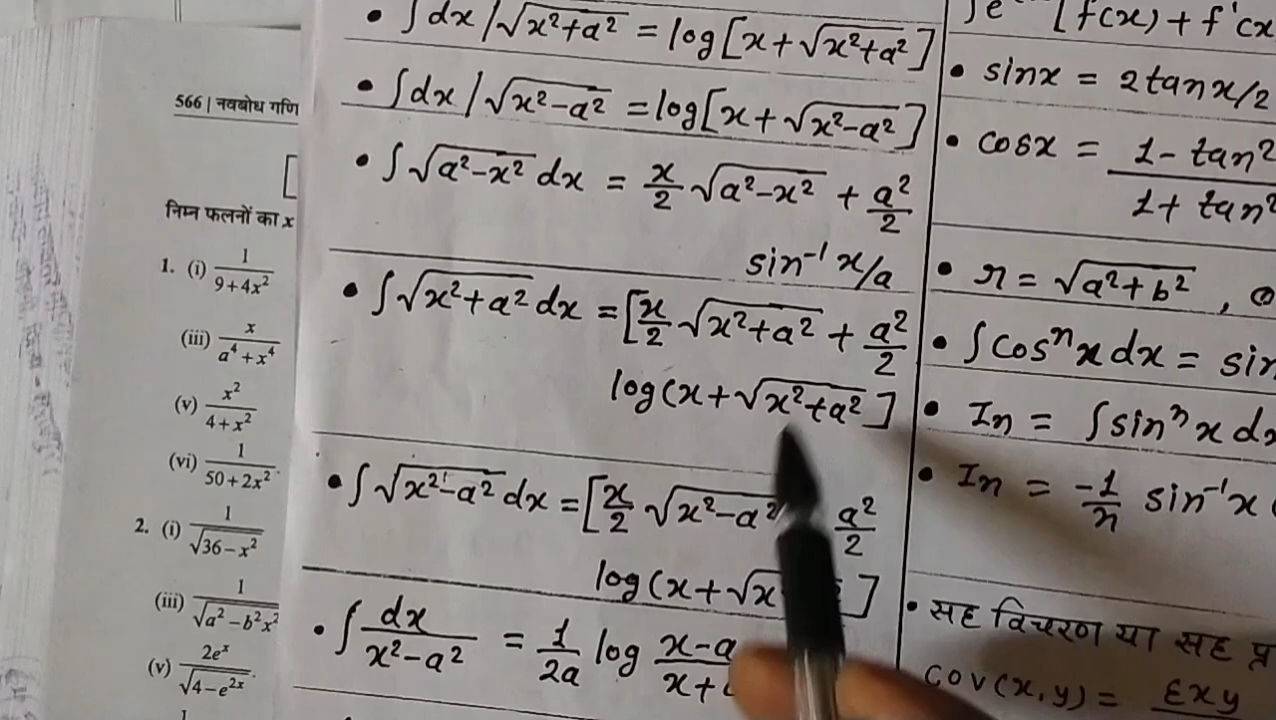 566 | नवबोध गणि
निम्न फलनों का x
1. (i) 1/(9+4x²)
(iii) x/(a⁴+x⁴)
(v) x²/(4+x²)
(vi) 1/(50+2x²)
2. (i) 1/√(36−x²)
(iii) 1/√(a²−b²x²
(v) 2eˣ/√(4−e²ˣ).
• ∫dx/√(x²+a²) = log[x+√(x²+a²)]
• ∫dx/√(x²−a²) = log[x+√(x²−a²)]
• ∫√(a²−x²) dx = x/2 √(a²−x²) + a²/2
sin⁻¹ x/a
• ∫√(x²+a²) dx = [x/2 √(x²+a²) + a²/2
log(x+√(x²+a²)]
• ∫√(x²−a²) dx = [x/2 √(x²−a² a²/2
log(x+√x ]
• ∫dx/(x²−a²) = 1/2a log x−a/x+
[f(x)+f'(x
• sinx = 2tanx/2
• cosx = 1−tan²/1+tan²
• r = √(a²+b²) ,
• ∫cosⁿx dx = sin
• In = ∫sinⁿx dx
• In = −1/n sin⁻¹x c
• सह विचरण या सह प्र
cov(x,y) = Σxy